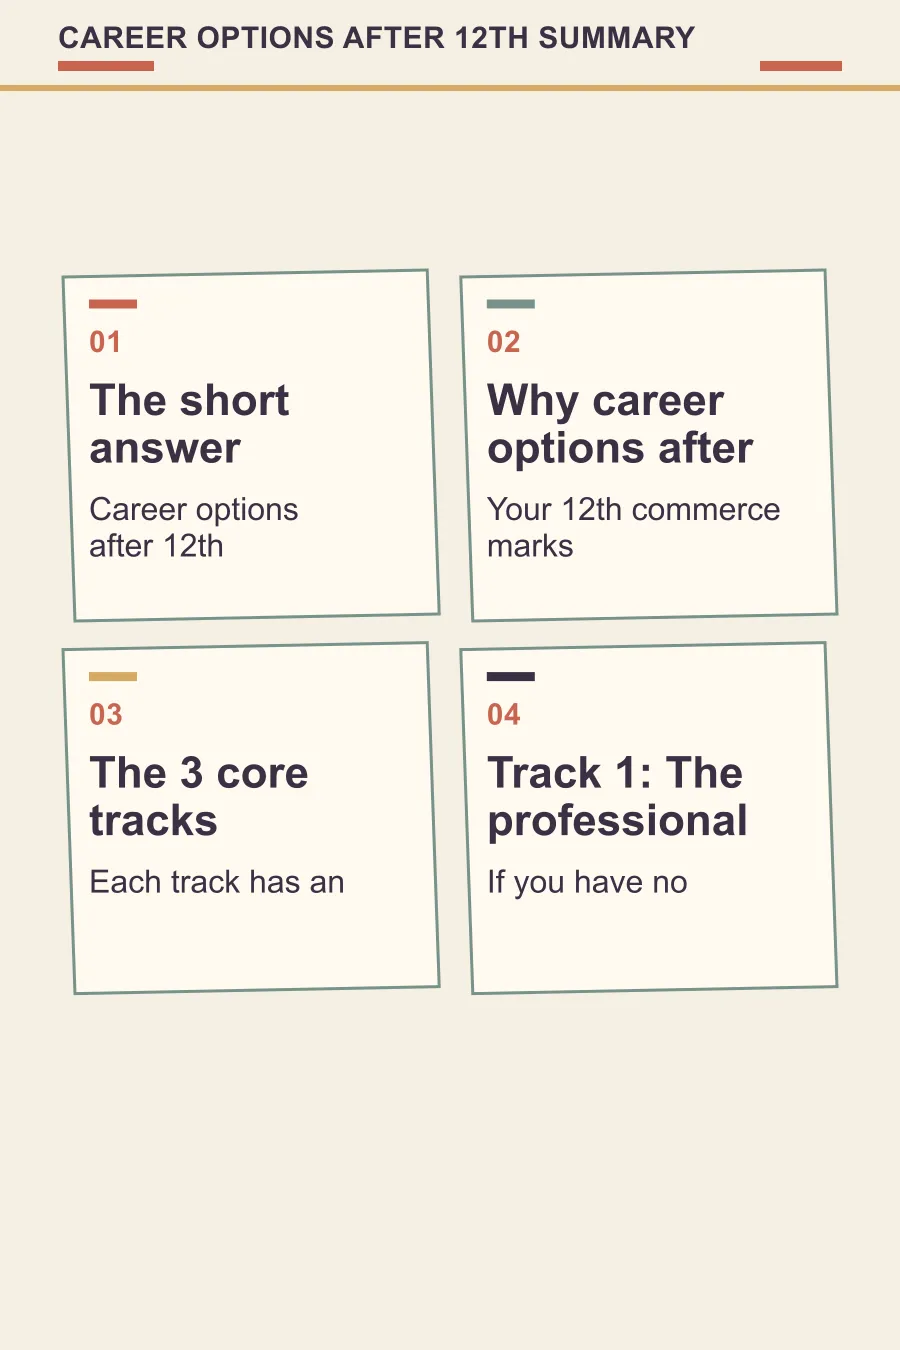 CAREER OPTIONS AFTER 12TH SUMMARY
01
The short
answer
Career options
after 12th
02
Why career
options after
Your 12th commerce
marks
03
The 3 core
tracks
Each track has an
04
Track 1: The
professional
If you have no